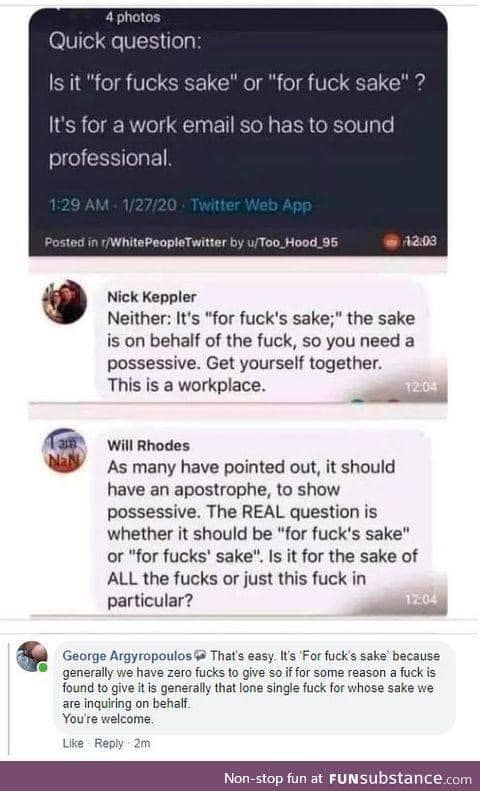 4 photos
Quick question:
Is it "for fucks sake" or "for fuck sake" ?
It's for a work email so has to sound
professional.
1:29 AM · 1/27/20 · Twitter Web App
Posted in r/WhitePeopleTwitter by u/Too_Hood_95
12:03
Nick Keppler
Neither: It's "for fuck's sake;" the sake
is on behalf of the fuck, so you need a
possessive. Get yourself together.
This is a workplace.
12:04
I am
NaN
Will Rhodes
As many have pointed out, it should
have an apostrophe, to show
possessive. The REAL question is
whether it should be "for fuck's sake"
or "for fucks' sake". Is it for the sake of
ALL the fucks or just this fuck in
particular?
12:04
George Argyropoulos That's easy. It's 'For fuck's sake' because
generally we have zero fucks to give so if for some reason a fuck is
found to give it is generally that lone single fuck for whose sake we
are inquiring on behalf.
You're welcome.
Like · Reply · 2m
Non-stop fun at FUNsubstance.com